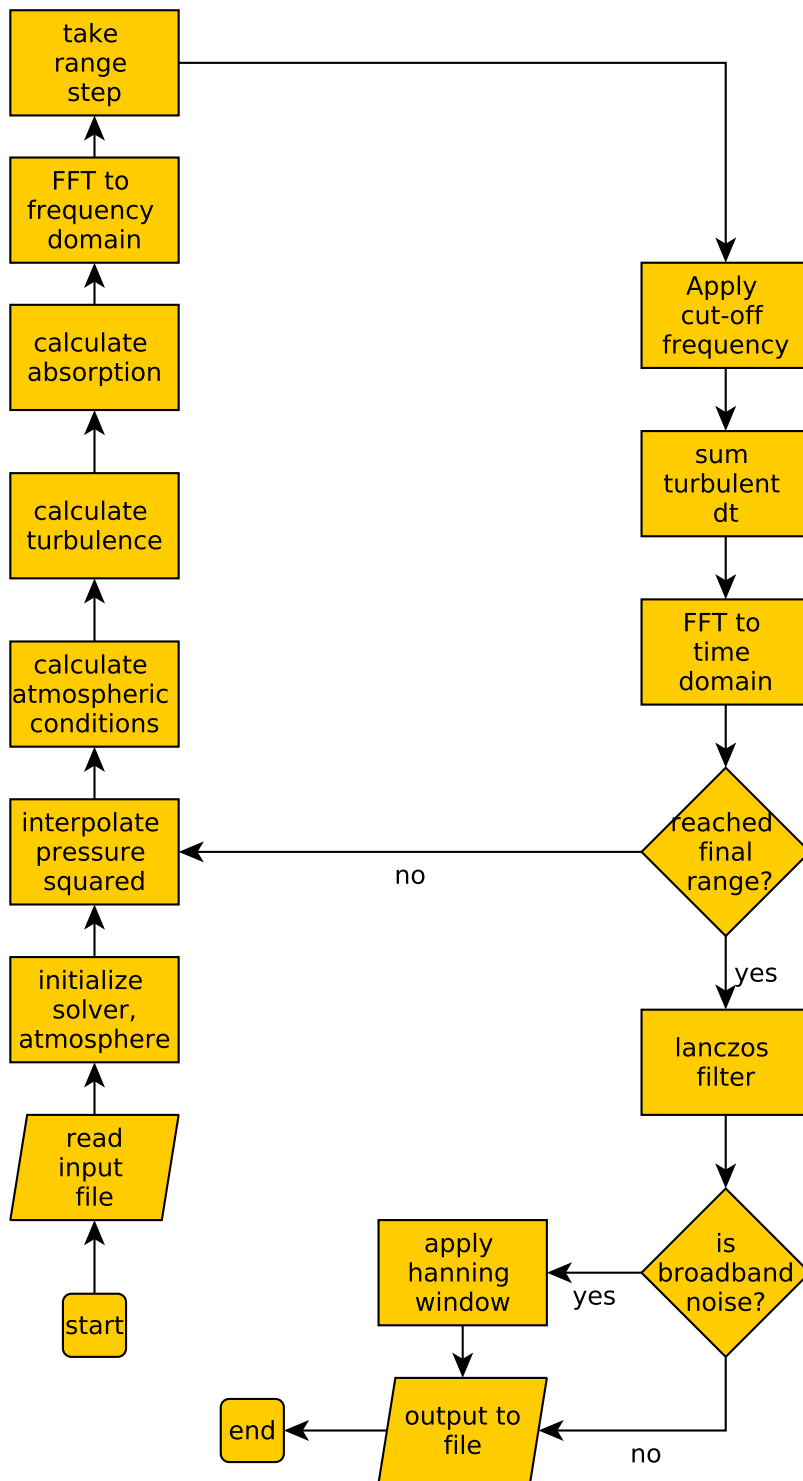 take
range
step
FFT to
frequency
domain
calculate
absorption
calculate
turbulence
calculate
atmospheric
conditions
interpolate
pressure
squared
initialize
solver,
atmosphere
read
input
file
start
Apply
cut-off
frequency
sum
turbulent
dt
FFT to
time
domain
reached
final
range?
no
yes
lanczos
filter
is
broadband
noise?
yes
apply
hanning
window
no
output to
file
end